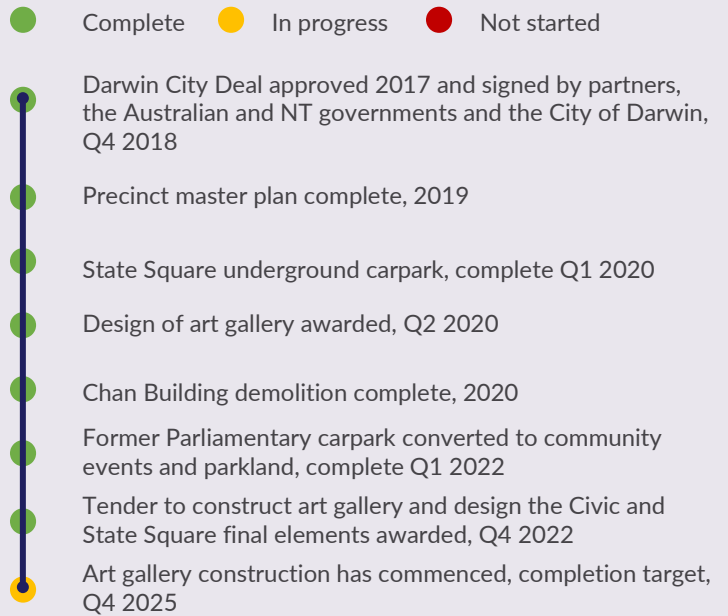 Complete In progress Not started
Darwin City Deal approved 2017 and signed by partners,
the Australian and NT governments and the City of Darwin,
Q4 2018
Precinct master plan complete, 2019
State Square underground carpark, complete Q1 2020
Design of art gallery awarded, Q2 2020
Chan Building demolition complete, 2020
Former Parliamentary carpark converted to community
events and parkland, complete Q1 2022
Tender to construct art gallery and design the Civic and
State Square final elements awarded, Q4 2022
Art gallery construction has commenced, completion target,
Q4 2025